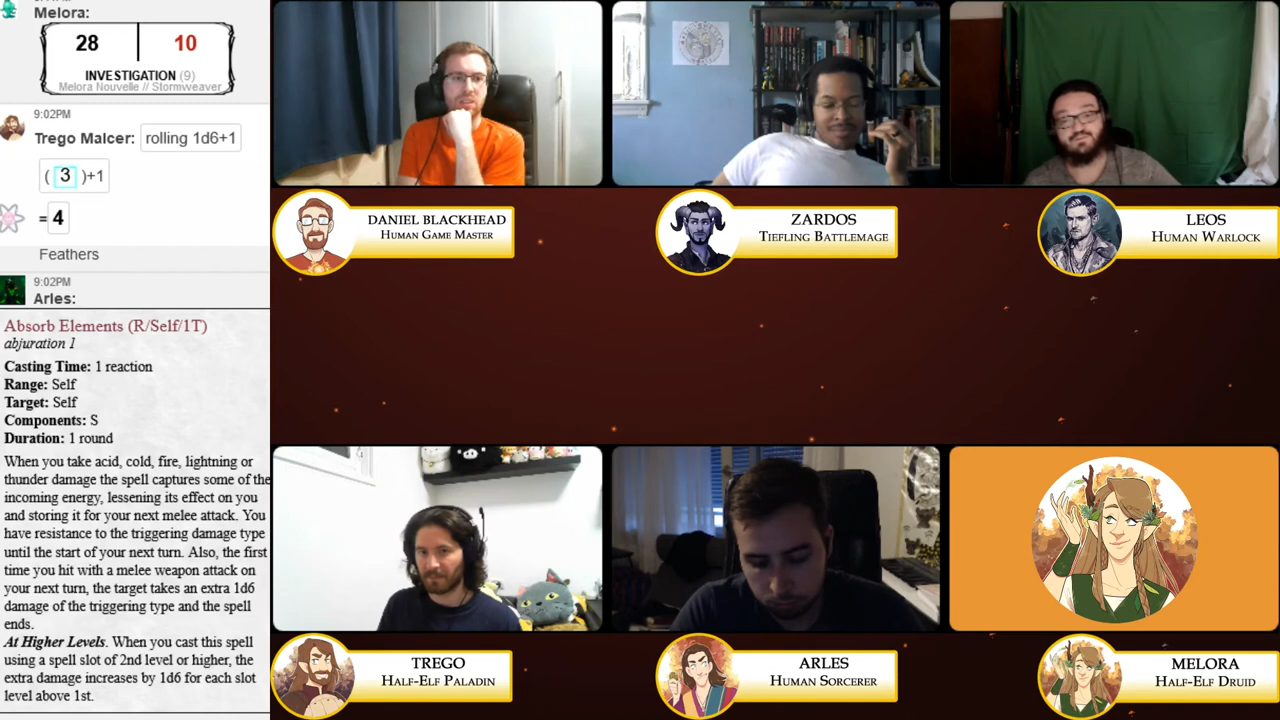 Melora:
28 10
INVESTIGATION (9)
Melora Nouvelle // Stormweaver
9:02PM
Trego Malcer: rolling 1d6+1
( 3 )+1
= 4
Feathers
9:02PM
Arles:
Absorb Elements (R/Self/1T)
abjuration 1
Casting Time: 1 reaction
Range: Self
Target: Self
Components: S
Duration: 1 round
When you take acid, cold, fire, lightning or
thunder damage the spell captures some of the
incoming energy, lessening its effect on you
and storing it for your next melee attack. You
have resistance to the triggering damage type
until the start of your next turn. Also, the first
time you hit with a melee weapon attack on
your next turn, the target takes an extra 1d6
damage of the triggering type and the spell
ends.
At Higher Levels. When you cast this spell
using a spell slot of 2nd level or higher, the
extra damage increases by 1d6 for each slot
level above 1st.
DANIEL BLACKHEAD
HUMAN GAME MASTER
ZARDOS
TIEFLING BATTLEMAGE
LEOS
HUMAN WARLOCK
TREGO
HALF-ELF PALADIN
ARLES
HUMAN SORCERER
MELORA
HALF-ELF DRUID